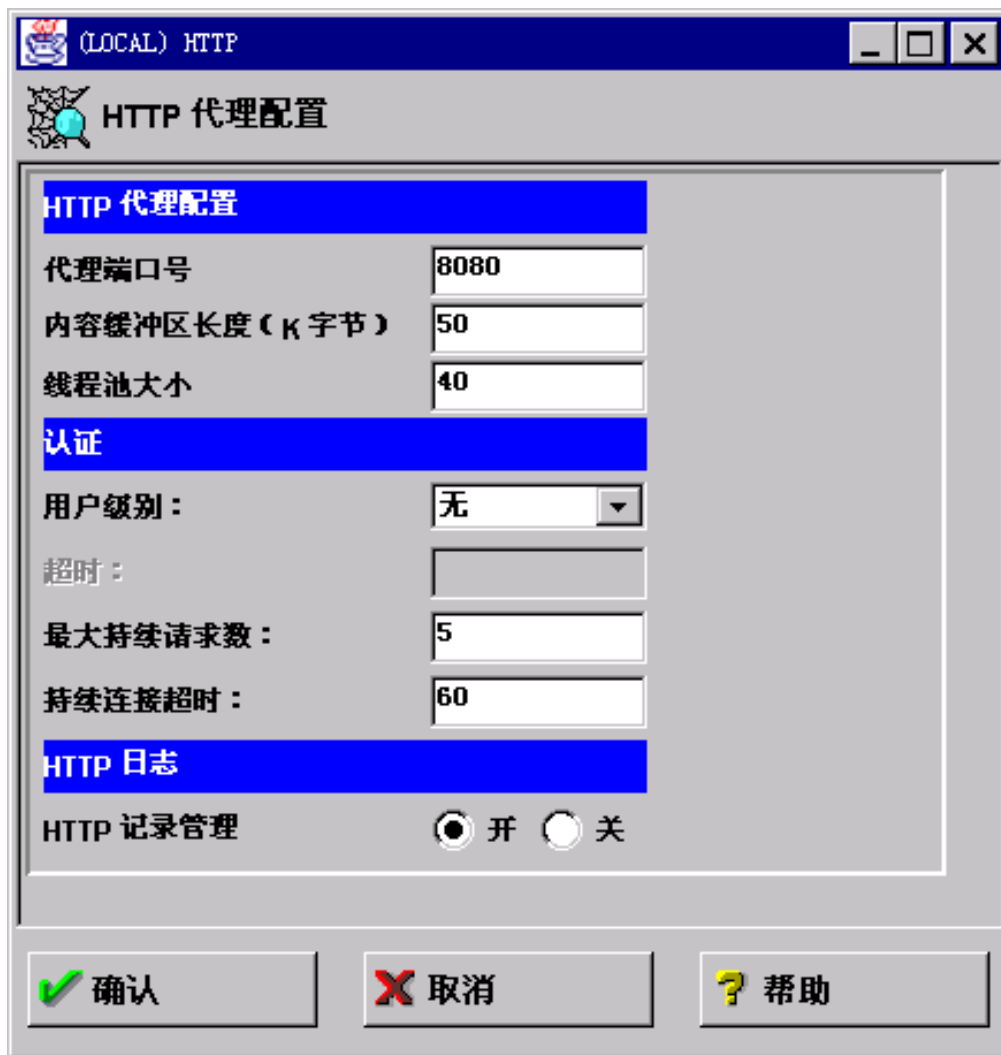 (LOCAL) HTTP
HTTP 代理配置
HTTP 代理配置
代理端口号 8080
内容缓冲区长度(K 字节) 50
线程池大小 40
认证
用户级别: 无
超时:
最大持续请求数: 5
持续连接超时: 60
HTTP 日志
HTTP 记录管理 开 关
确认 取消 帮助